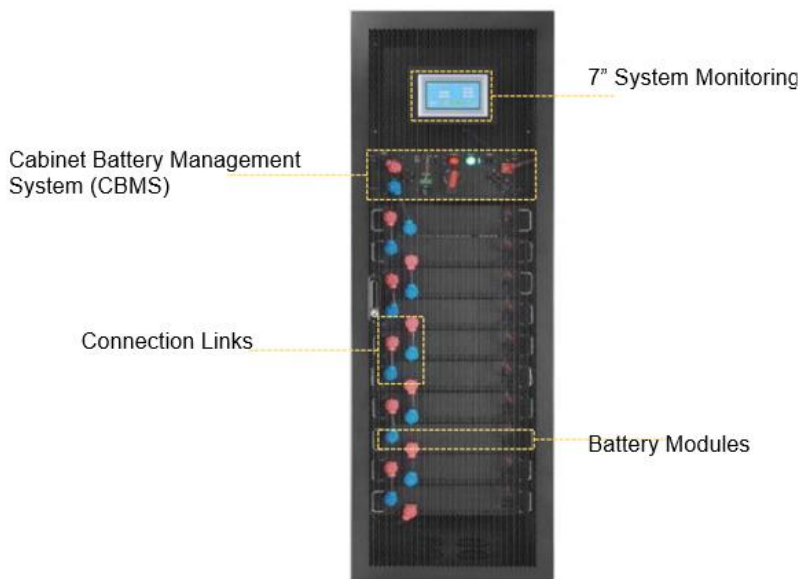 7” System Monitoring
Cabinet Battery Management
System (CBMS)
Connection Links
Battery Modules